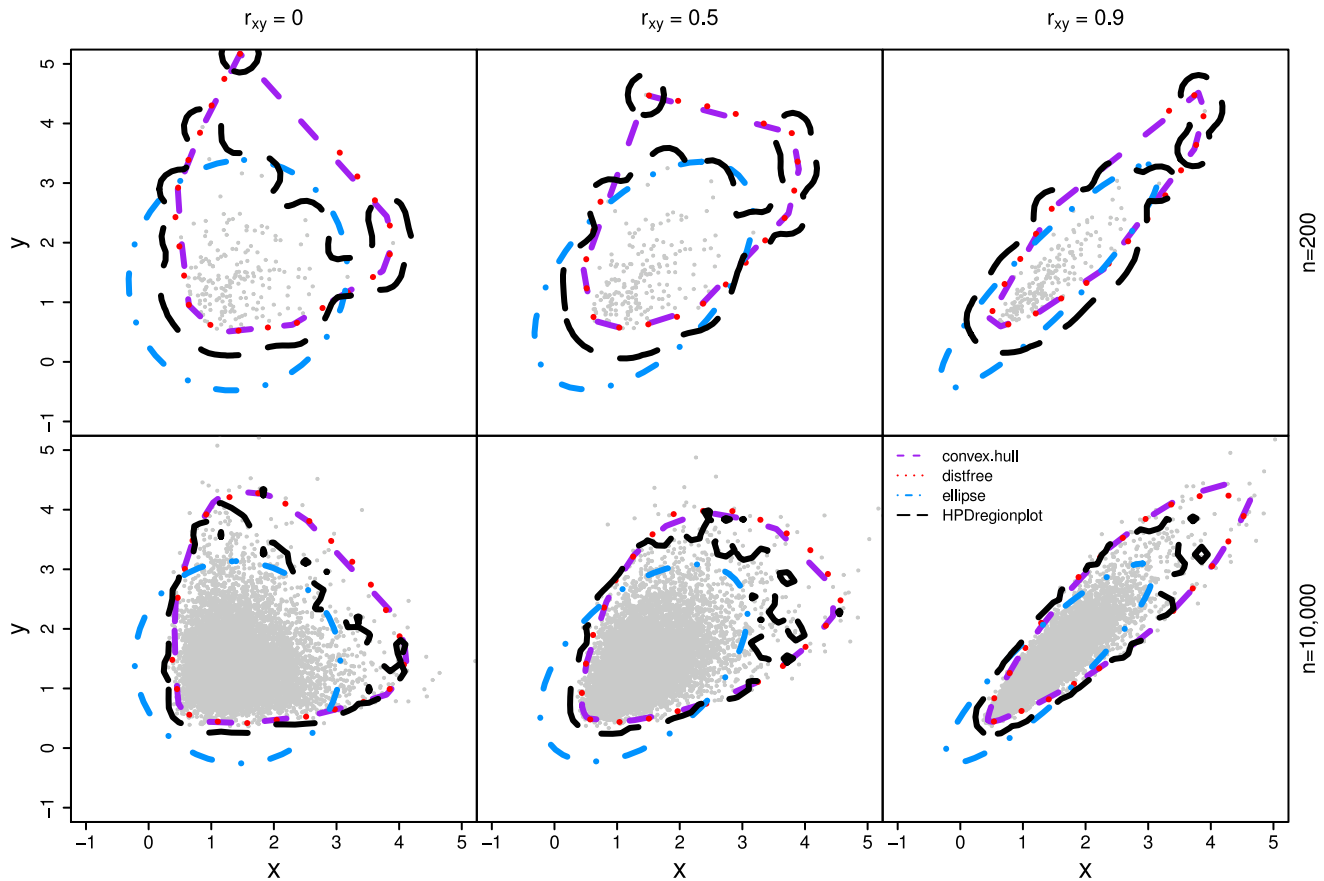 r_xy = 0 r_xy = 0.5 r_xy = 0.9
5
4
3
2
1
0
−1
y
n=200
5
4
3
2
1
0
−1
y
convex.hull
distfree
ellipse
HPDregionplot
n=10,000
−1 0 1 2 3 4 5 −1 0 1 2 3 4 5 −1 0 1 2 3 4 5
x x x